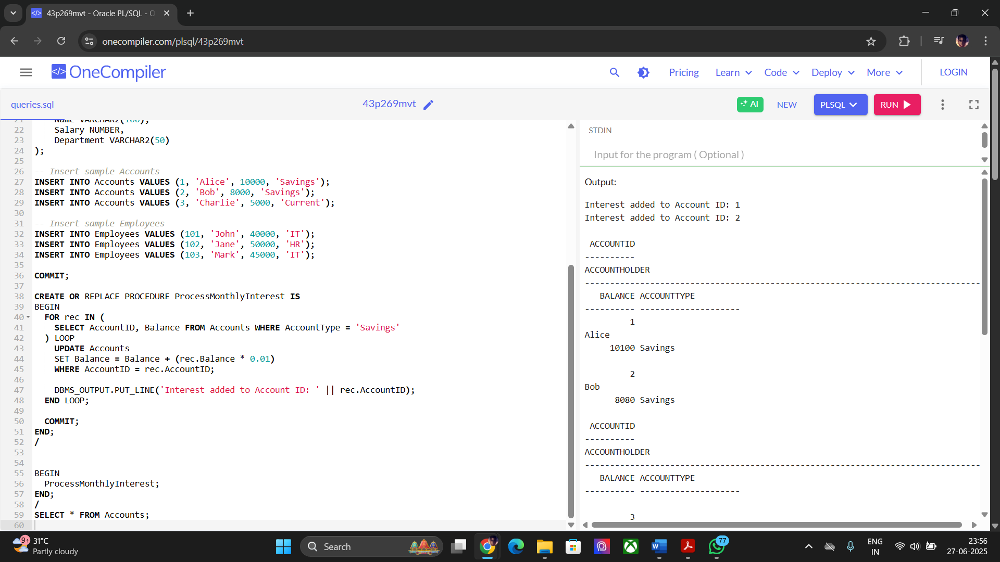 43p269mvt - Oracle PL/SQL - O
onecompiler.com/plsql/43p269mvt
</> OneCompiler
Pricing
Learn
Code
Deploy
More
LOGIN
queries.sql
43p269mvt
AI
NEW
PLSQL
RUN
21 Name VARCHAR2(100),
22 Salary NUMBER,
23 Department VARCHAR2(50)
24 );
25
26 -- Insert sample Accounts
27 INSERT INTO Accounts VALUES (1, 'Alice', 10000, 'Savings');
28 INSERT INTO Accounts VALUES (2, 'Bob', 8000, 'Savings');
29 INSERT INTO Accounts VALUES (3, 'Charlie', 5000, 'Current');
30
31 -- Insert sample Employees
32 INSERT INTO Employees VALUES (101, 'John', 40000, 'IT');
33 INSERT INTO Employees VALUES (102, 'Jane', 50000, 'HR');
34 INSERT INTO Employees VALUES (103, 'Mark', 45000, 'IT');
35
36 COMMIT;
37
38 CREATE OR REPLACE PROCEDURE ProcessMonthlyInterest IS
39 BEGIN
40 FOR rec IN (
41 SELECT AccountID, Balance FROM Accounts WHERE AccountType = 'Savings'
42 ) LOOP
43 UPDATE Accounts
44 SET Balance = Balance + (rec.Balance * 0.01)
45 WHERE AccountID = rec.AccountID;
46
47 DBMS_OUTPUT.PUT_LINE('Interest added to Account ID: ' || rec.AccountID);
48 END LOOP;
49
50 COMMIT;
51 END;
52 /
53
54
55 BEGIN
56 ProcessMonthlyInterest;
57 END;
58 /
59 SELECT * FROM Accounts;
60
STDIN
Input for the program ( Optional )
Output:
Interest added to Account ID: 1
Interest added to Account ID: 2
ACCOUNTID
----------
ACCOUNTHOLDER
--------------------------------------------------------------------------------
BALANCE ACCOUNTTYPE
---------- --------------------
1
Alice
10100 Savings
2
Bob
8080 Savings
ACCOUNTID
----------
ACCOUNTHOLDER
--------------------------------------------------------------------------------
BALANCE ACCOUNTTYPE
---------- --------------------
3
9+
31°C
Partly cloudy
Search
77
ENG
IN
23:56
27-06-2025